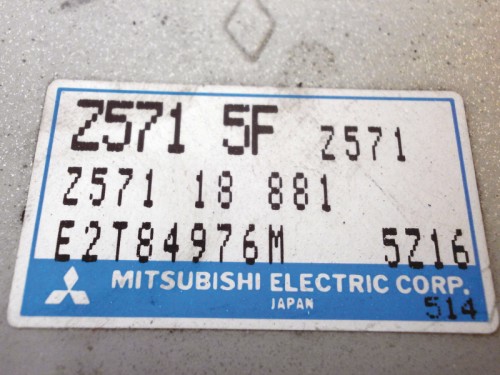 Z571 5F Z571
Z571 18 881
E2T84976M 5Z16
MITSUBISHI ELECTRIC CORP.
JAPAN 514